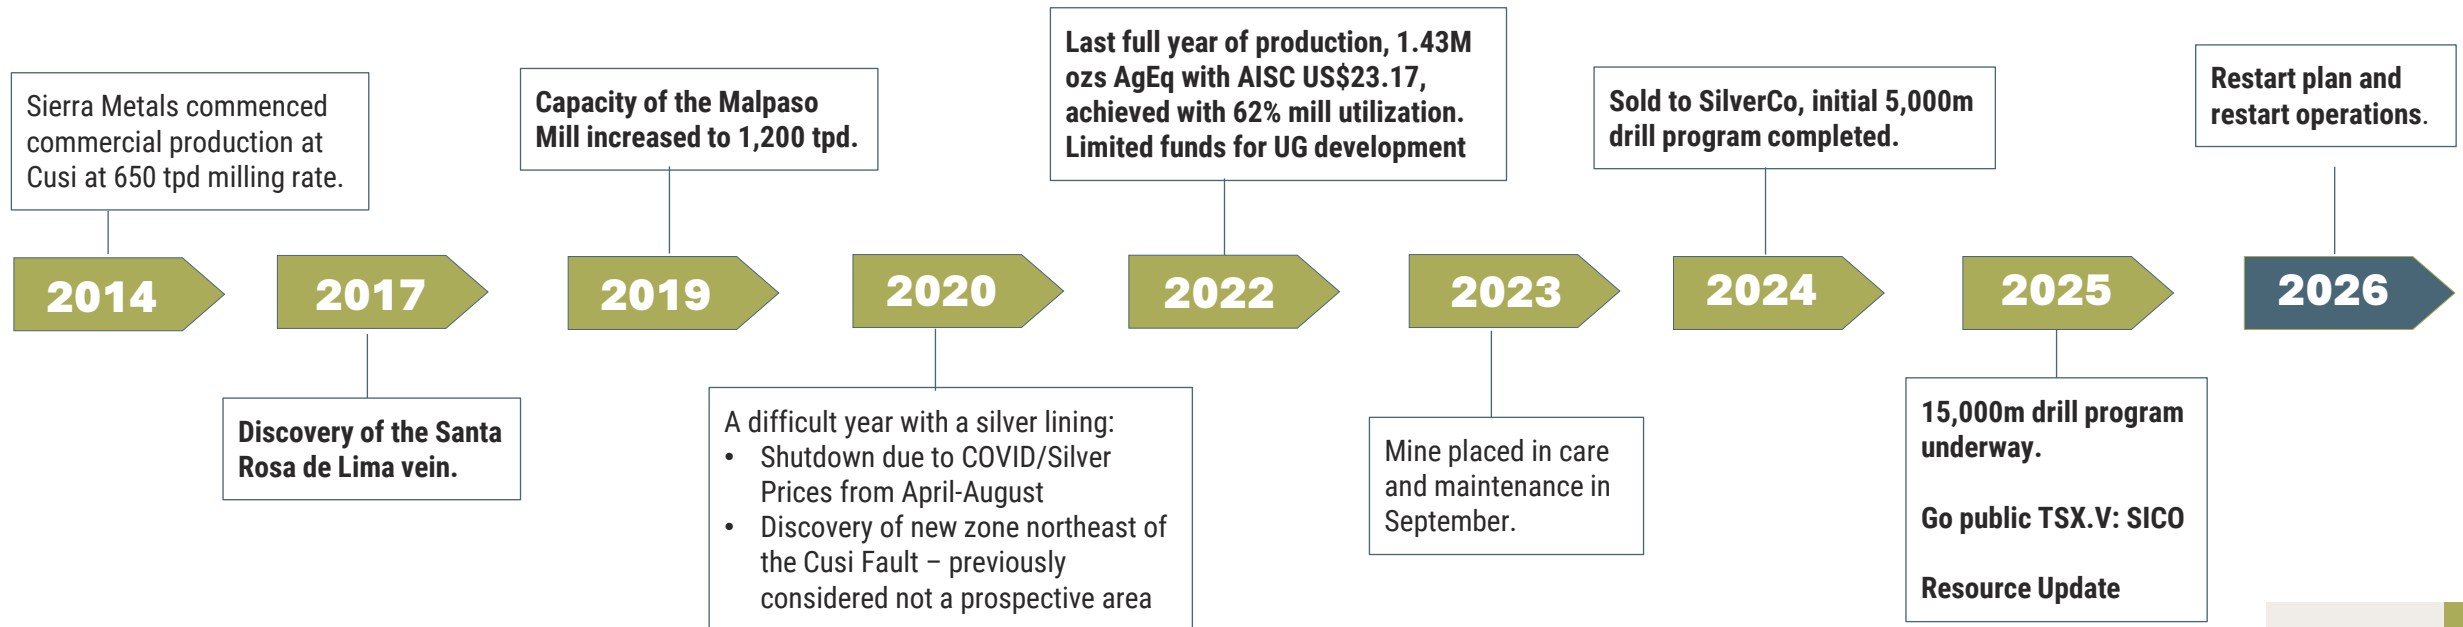 Sierra Metals commenced
commercial production at
Cusi at 650 tpd milling rate.
Capacity of the Malpaso
Mill increased to 1,200 tpd.
Last full year of production, 1.43M
ozs AgEq with AISC US$23.17,
achieved with 62% mill utilization.
Limited funds for UG development
Sold to SilverCo, initial 5,000m
drill program completed.
Restart plan and
restart operations.
2014
2017
2019
2020
2022
2023
2024
2025
2026
Discovery of the Santa
Rosa de Lima vein.
A difficult year with a silver lining:
• Shutdown due to COVID/Silver
Prices from April-August
• Discovery of new zone northeast of
the Cusi Fault – previously
considered not a prospective area
Mine placed in care
and maintenance in
September.
15,000m drill program
underway.
Go public TSX.V: SICO
Resource Update